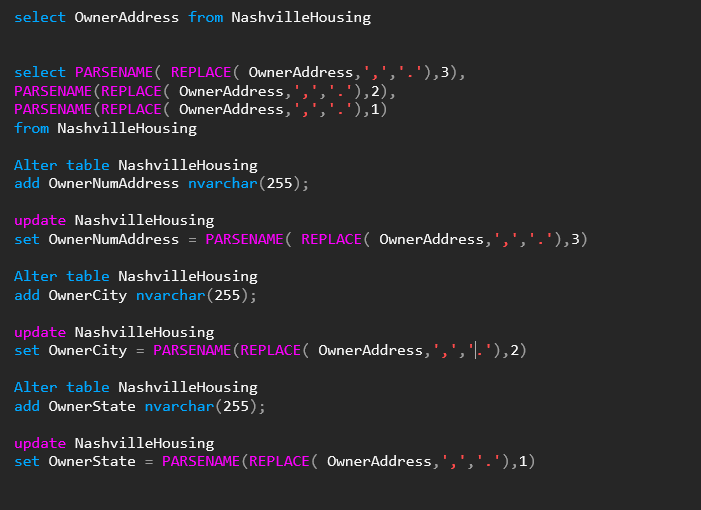 select OwnerAddress from NashvilleHousing
select PARSENAME( REPLACE( OwnerAddress,',','.'),3),
PARSENAME(REPLACE( OwnerAddress,',','.'),2),
PARSENAME(REPLACE( OwnerAddress,',','.'),1)
from NashvilleHousing
Alter table NashvilleHousing
add OwnerNumAddress nvarchar(255);
update NashvilleHousing
set OwnerNumAddress = PARSENAME( REPLACE( OwnerAddress,',','.'),3)
Alter table NashvilleHousing
add OwnerCity nvarchar(255);
update NashvilleHousing
set OwnerCity = PARSENAME(REPLACE( OwnerAddress,',','.'),2)
Alter table NashvilleHousing
add OwnerState nvarchar(255);
update NashvilleHousing
set OwnerState = PARSENAME(REPLACE( OwnerAddress,',','.'),1)